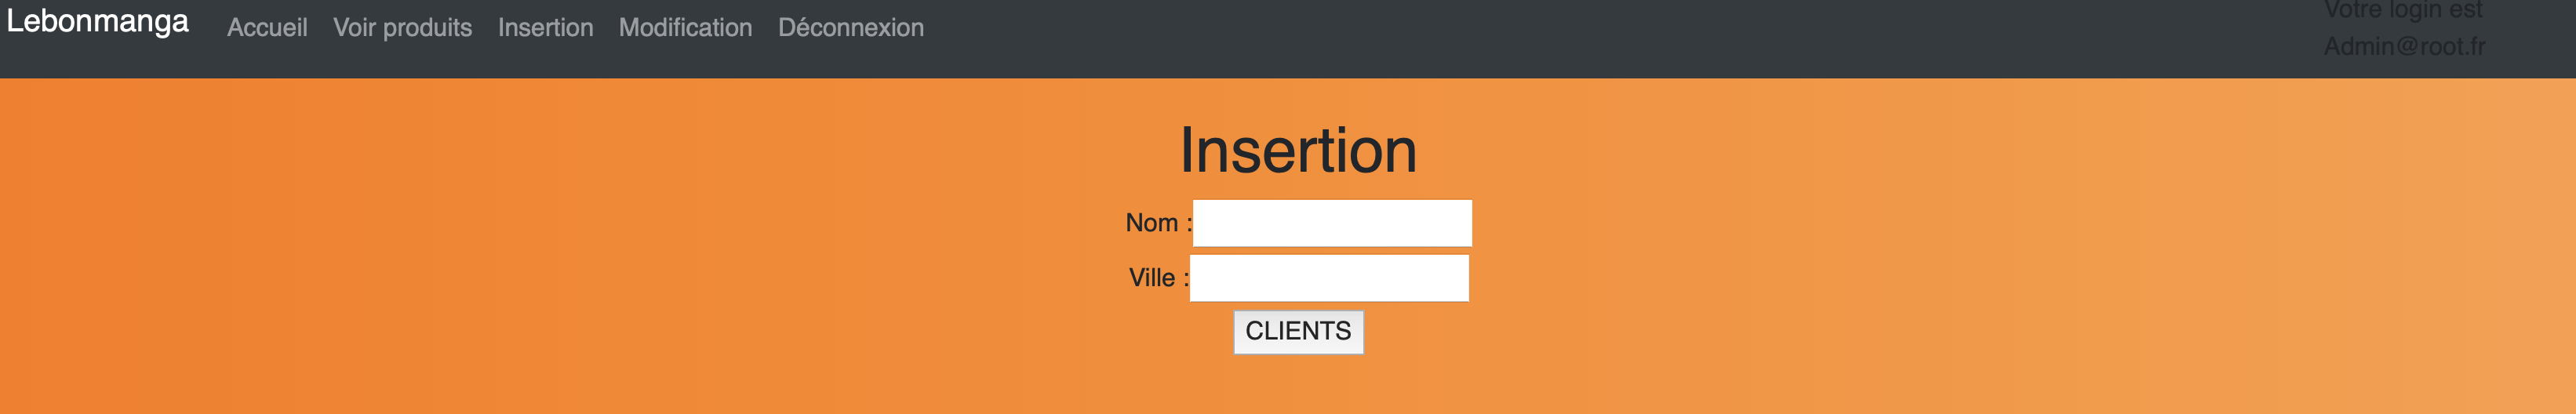 Lebonmanga Accueil Voir produits Insertion Modification Déconnexion
Votre login est
Admin@root.fr
Insertion
Nom :
Ville :
CLIENTS